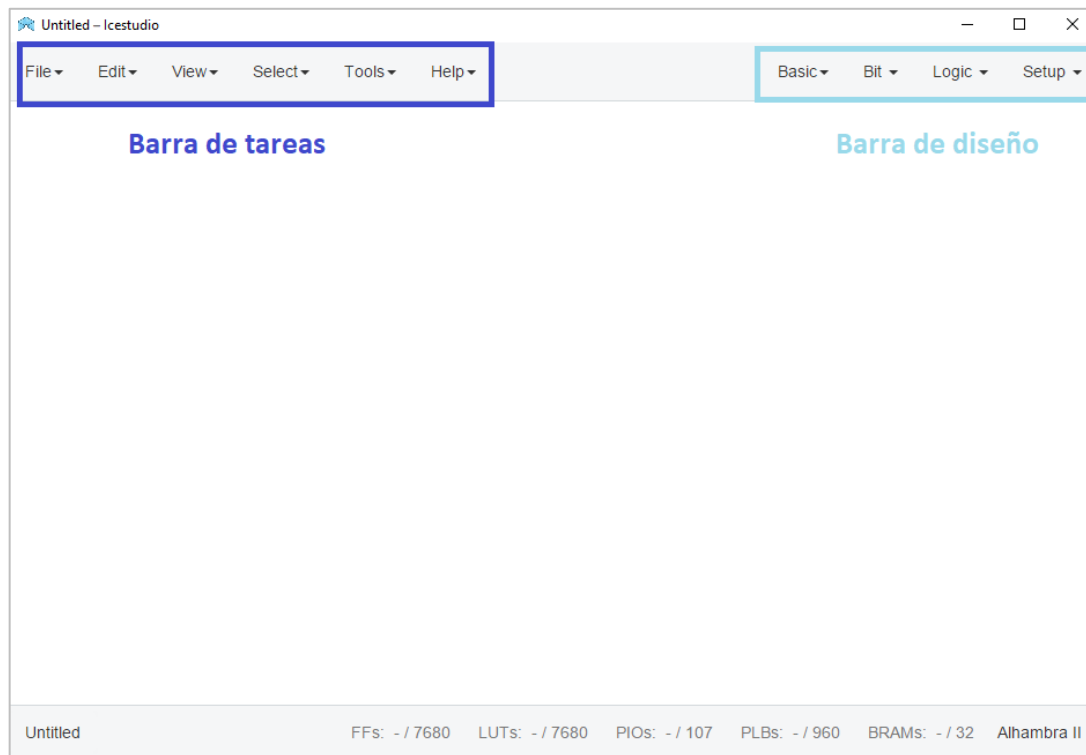 Untitled – Icestudio
File Edit View Select Tools Help Basic Bit Logic Setup
Barra de tareas Barra de diseño
Untitled FFs: - / 7680 LUTs: - / 7680 PIOs: - / 107 PLBs: - / 960 BRAMs: - / 32 Alhambra II